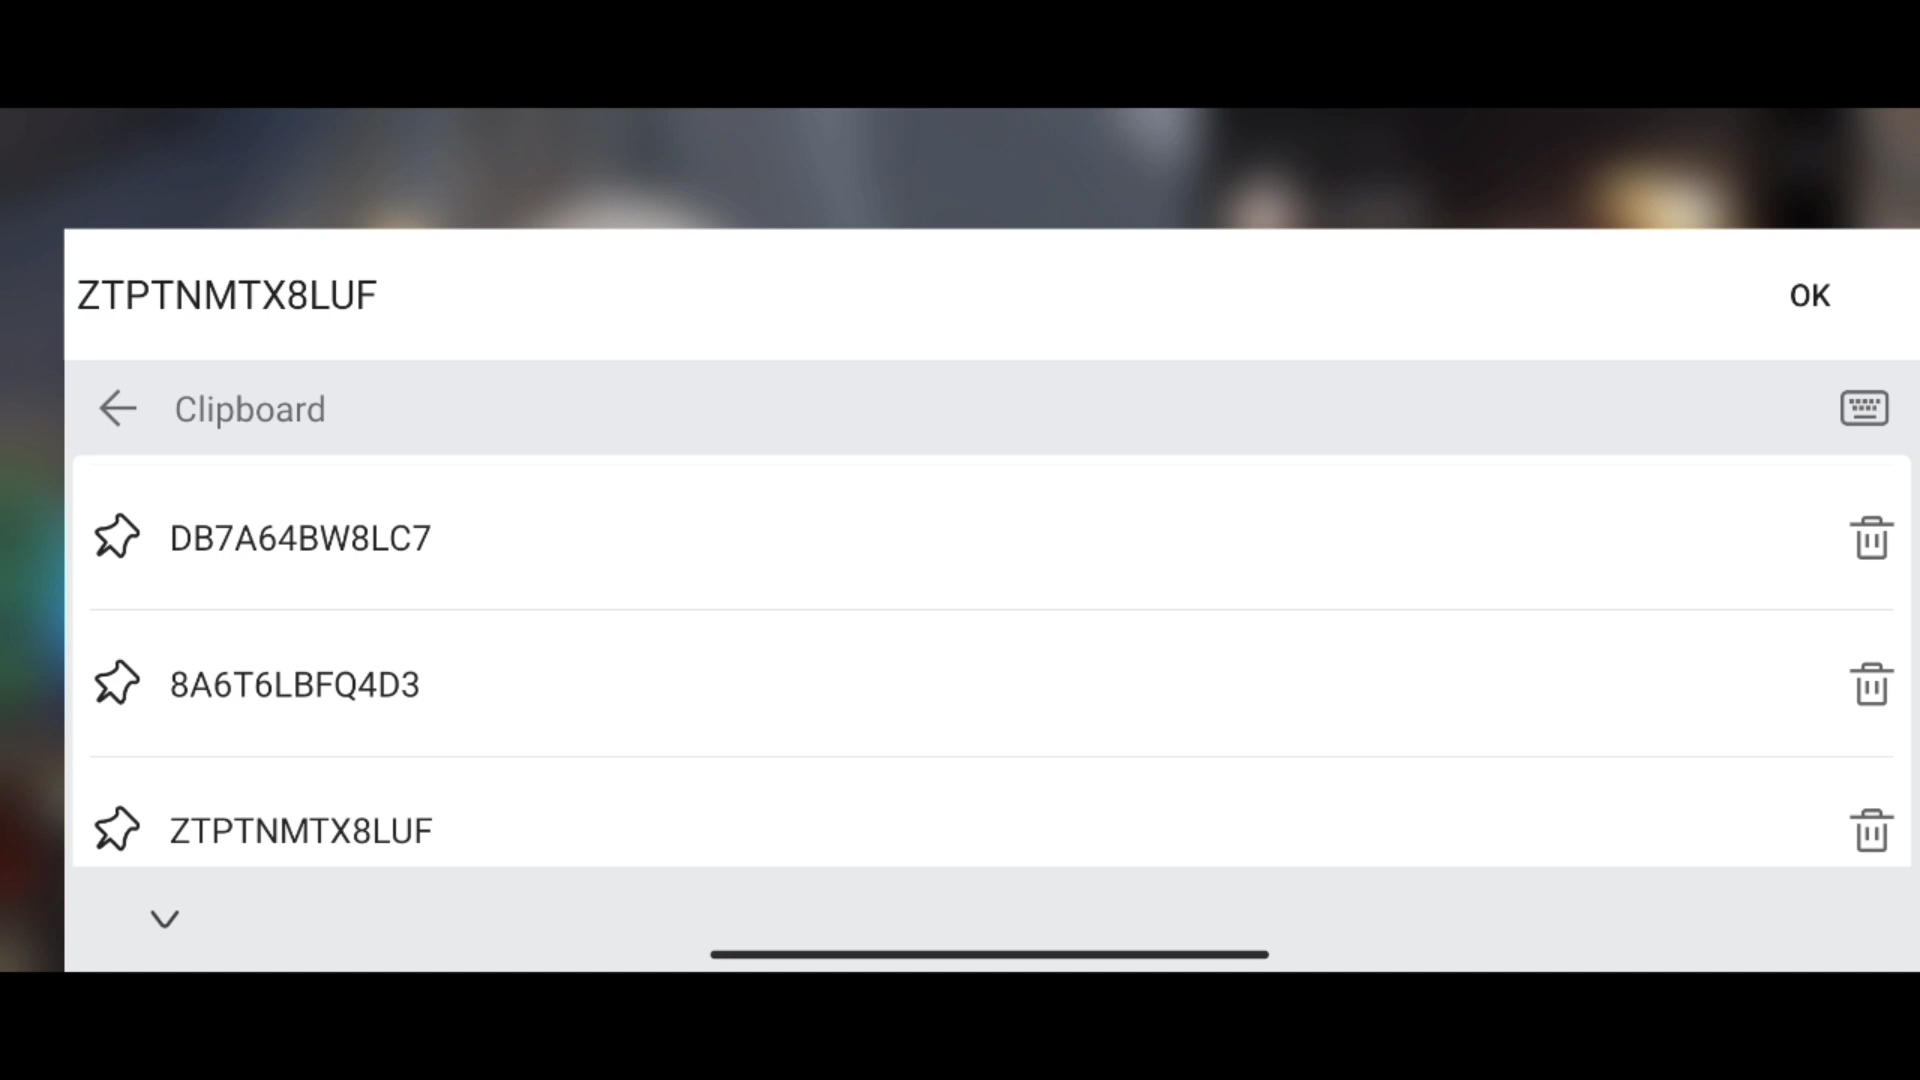 ZTPTNMTX8LUF
OK
Clipboard
DB7A64BW8LC7
8A6T6LBFQ4D3
ZTPTNMTX8LUF